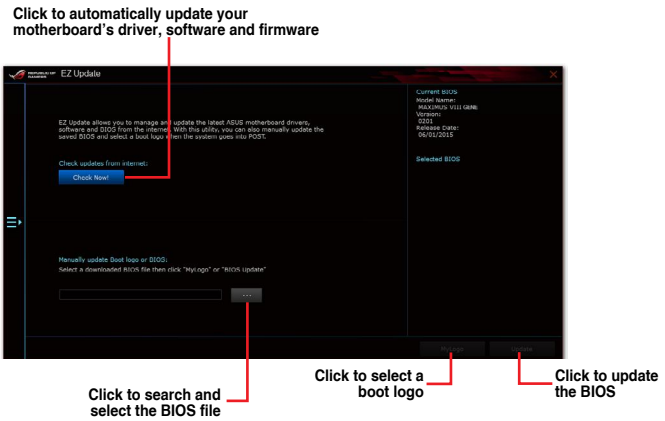 Click to automatically update your
motherboard's driver, software and firmware
REPUBLIC OF
GAMERS
EZ Update
EZ Update allows you to manage and update the latest ASUS motherboard drivers,
software and BIOS from the internet. With this utility, you can also manually update the
saved BIOS and select a boot logo when the system goes into POST.
Check updates from internet:
Check Now!
Manually update Boot logo or BIOS:
Select a downloaded BIOS file then click "MyLogo" or "BIOS Update"
...
Current BIOS
Model Name:
MAXIMUS VIII GENE
Version:
0201
Release Date:
06/01/2015
Selected BIOS
MyLogo
Update
Click to search and
select the BIOS file
Click to select a
boot logo
Click to update
the BIOS